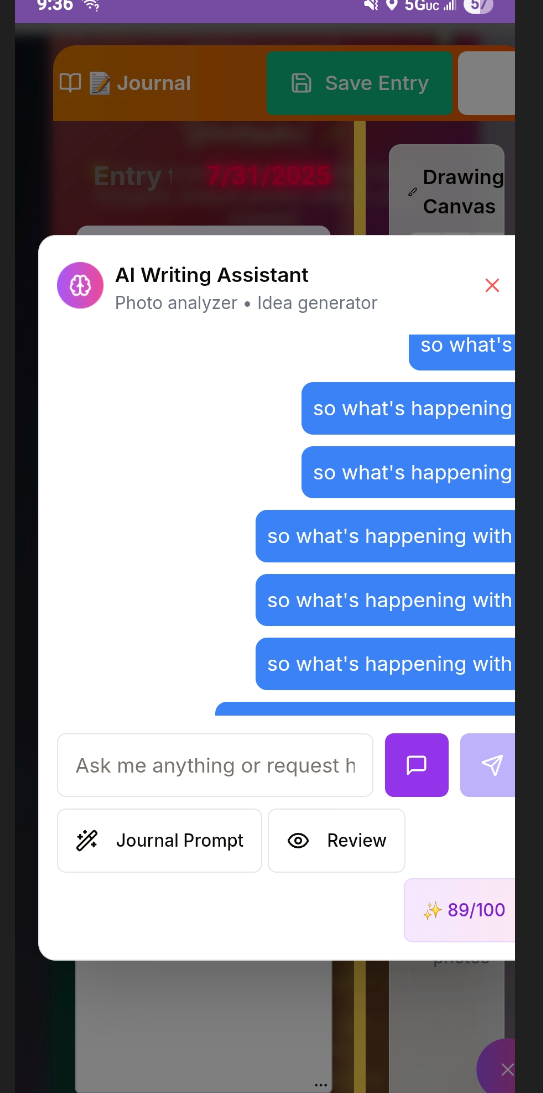 9:36 5GUC 57
📝 Journal
Save Entry
Entry
7/31/2025
Drawing
Canvas
AI Writing Assistant
Photo analyzer • Idea generator
so what's
so what's happening
so what's happening
so what's happening with
so what's happening with
so what's happening with
Ask me anything or request h
Journal Prompt
Review
✨ 89/100
photos
...